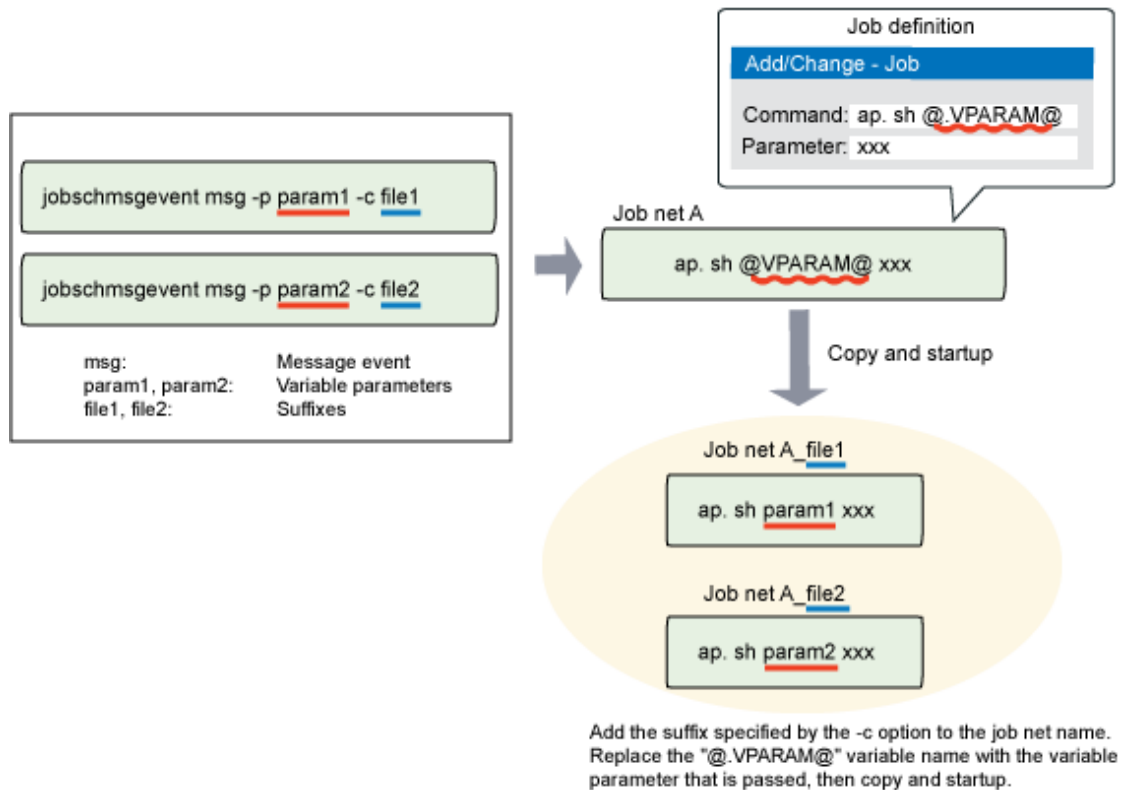 Job definition
Add/Change - Job
Command: ap. sh @.VPARAM@
Parameter: xxx
jobschmsgevent msg -p param1 -c file1
jobschmsgevent msg -p param2 -c file2
msg: Message event
param1, param2: Variable parameters
file1, file2: Suffixes
Job net A
ap. sh @VPARAM@ xxx
Copy and startup
Job net A_file1
ap. sh param1 xxx
Job net A_file2
ap. sh param2 xxx
Add the suffix specified by the -c option to the job net name.
Replace the "@.VPARAM@" variable name with the variable
parameter that is passed, then copy and startup.